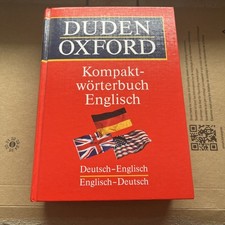 DUDEN
OXFORD
Kompakt-
wörterbuch
Englisch
Deutsch–Englisch
Englisch–Deutsch